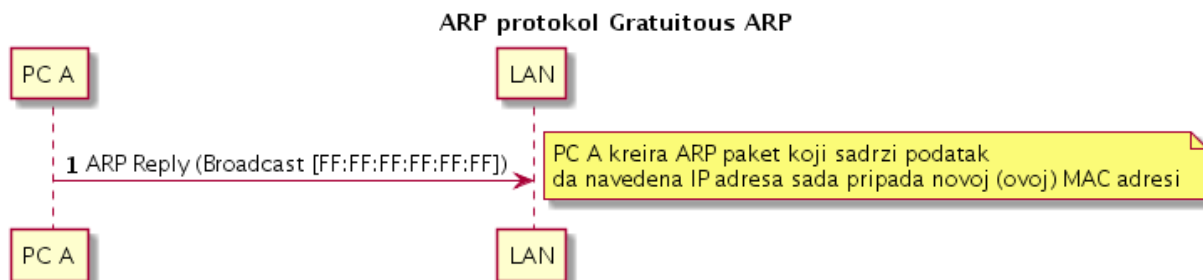 ARP protokol Gratuitous ARP
PC A
LAN
1 ARP Reply (Broadcast [FF:FF:FF:FF:FF:FF])
PC A kreira ARP paket koji sadrzi podatak
da navedena IP adresa sada pripada novoj (ovoj) MAC adresi
PC A
LAN